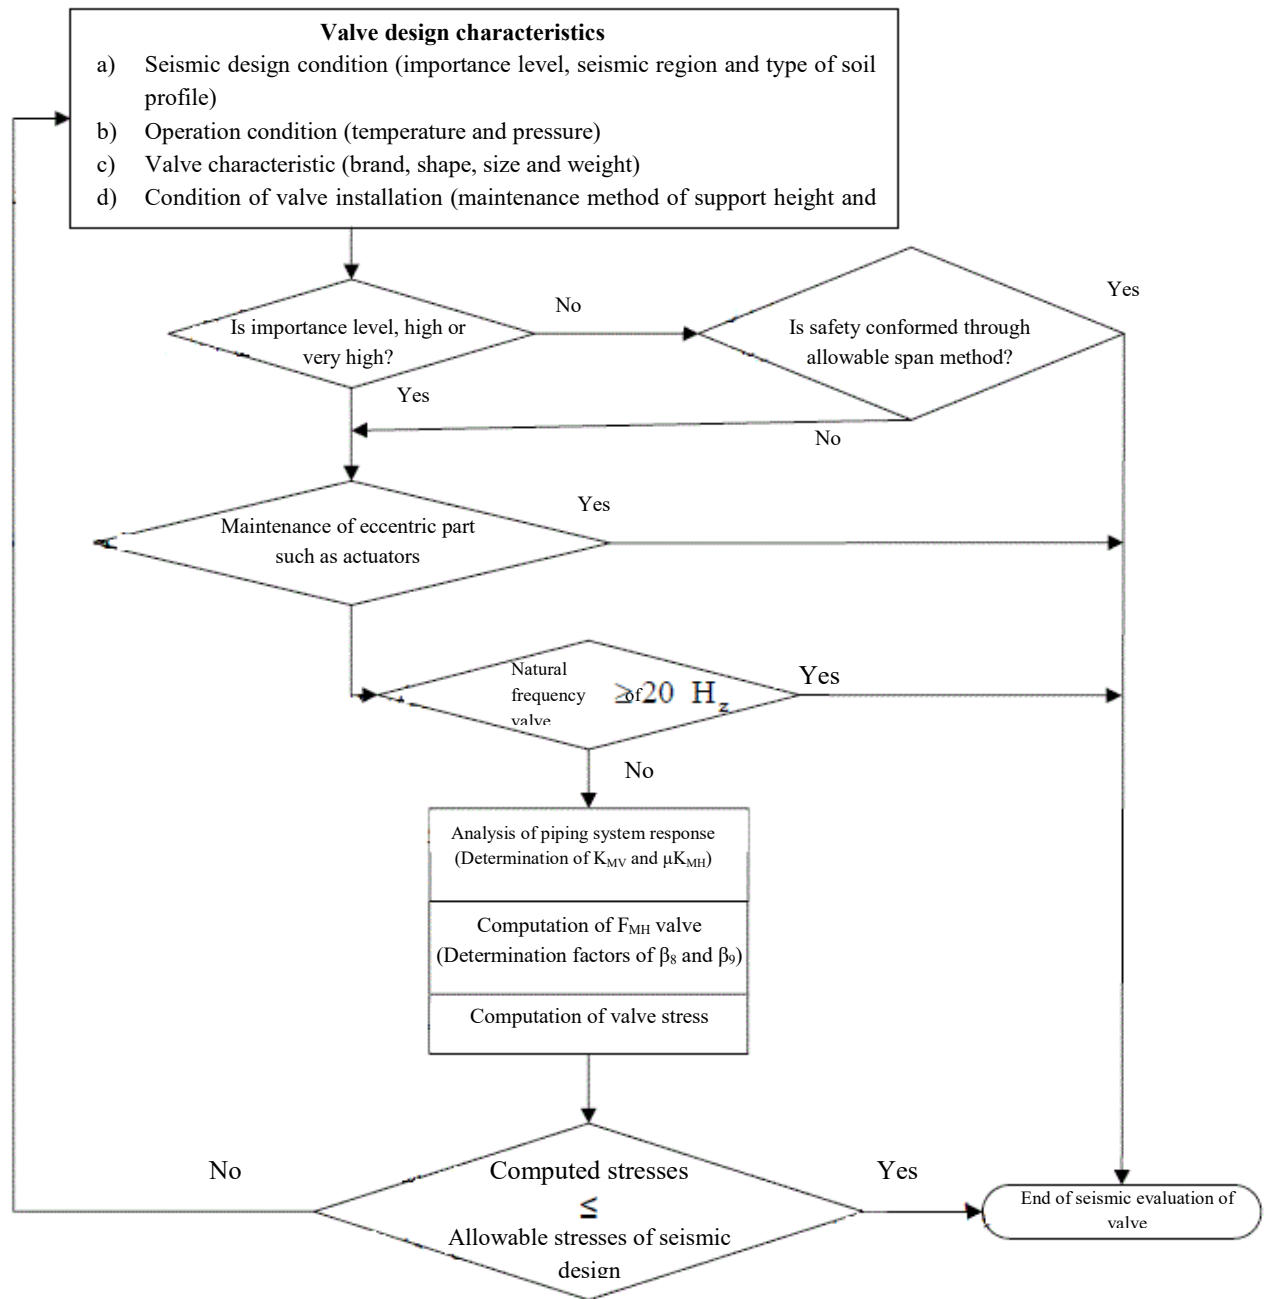 Valve design characteristics
a) Seismic design condition (importance level, seismic region and type of soil
profile)
b) Operation condition (temperature and pressure)
c) Valve characteristic (brand, shape, size and weight)
d) Condition of valve installation (maintenance method of support height and
Is importance level, high or
very high?
No
Is safety conformed through
allowable span method?
Yes
Yes
No
Maintenance of eccentric part
such as actuators
Yes
Natural
frequency of
valve
≥20 Hz
Yes
No
Analysis of piping system response
(Determination of KMV and μKMH)
Computation of FMH valve
(Determination factors of β8 and β9)
Computation of valve stress
No
Computed stresses
≤
Allowable stresses of seismic
design
Yes
End of seismic evaluation of
valve